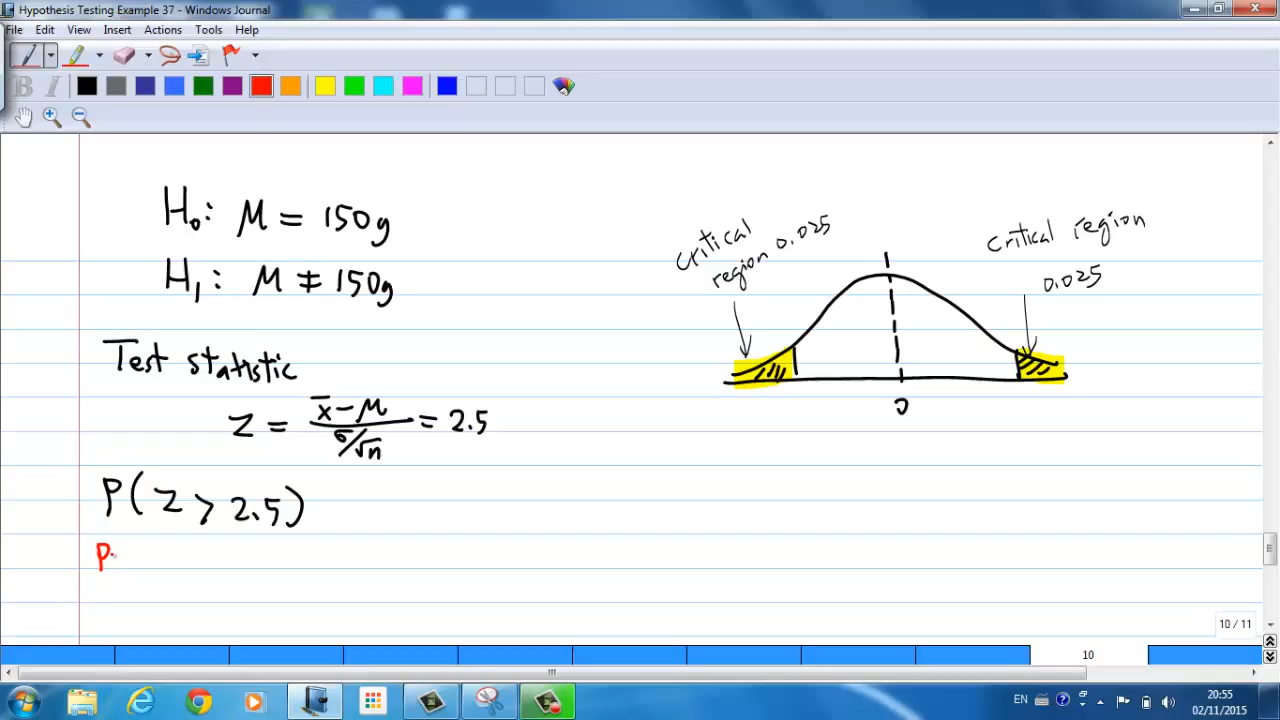 Hypothesis Testing Example 37 - Windows Journal
File Edit View Insert Actions Tools Help
B I
H₀: μ = 150g
H₁: μ ≠ 150g
Test statistic
Z = x̄-μ / σ/√n = 2.5
P( Z > 2.5)
P.
critical
region 0.025
critical region
0.025
0
10 / 11
10
EN
20:55
02/11/2015